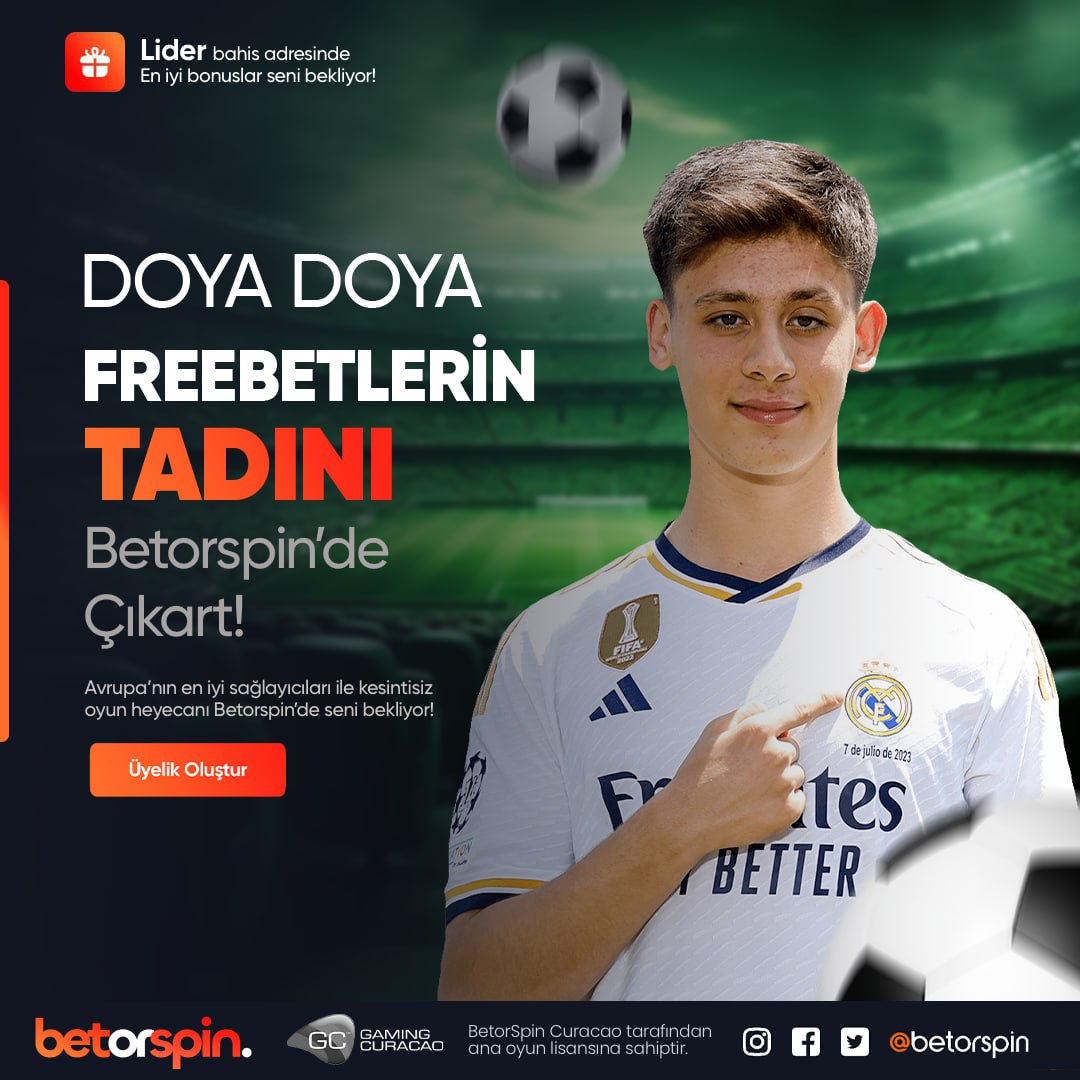 Lider bahis adresinde
En iyi bonuslar seni bekliyor!
DOYA DOYA
FREEBETLERİN
TADINI
Betorspin’de
Çıkart!
Avrupa’nın en iyi sağlayıcıları ile kesintisiz
oyun heyecanı Betorspin’de seni bekliyor!
Üyelik Oluştur
FIFA
2022
7 de julio de 2023
BETTER
betorspin.
GC
GAMING
CURACAO
BetorSpin Curacao tarafından
ana oyun lisansına sahiptir.
@betorspin